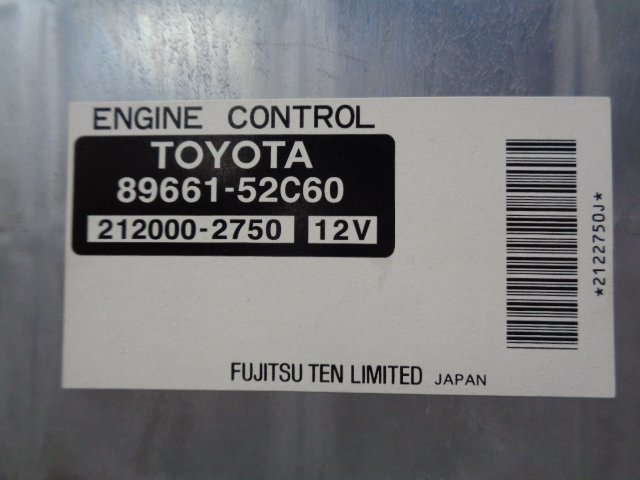 ENGINE CONTROL
TOYOTA
89661-52C60
212000-2750 12V
*2122750J*
FUJITSU TEN LIMITED JAPAN